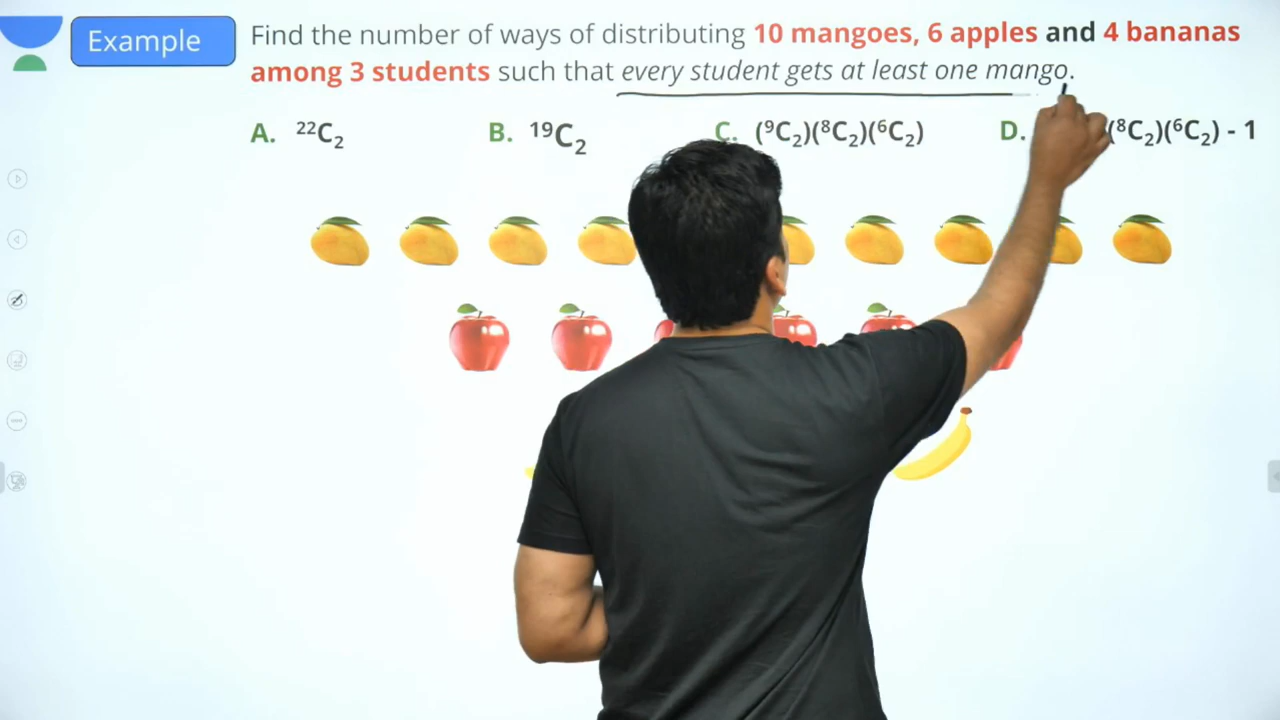 Example
Find the number of ways of distributing 10 mangoes, 6 apples and 4 bananas
among 3 students such that every student gets at least one mango.
A. ²²C₂ B. ¹⁹C₂ C. (⁹C₂)(⁸C₂)(⁶C₂) D. (⁸C₂)(⁶C₂) - 1